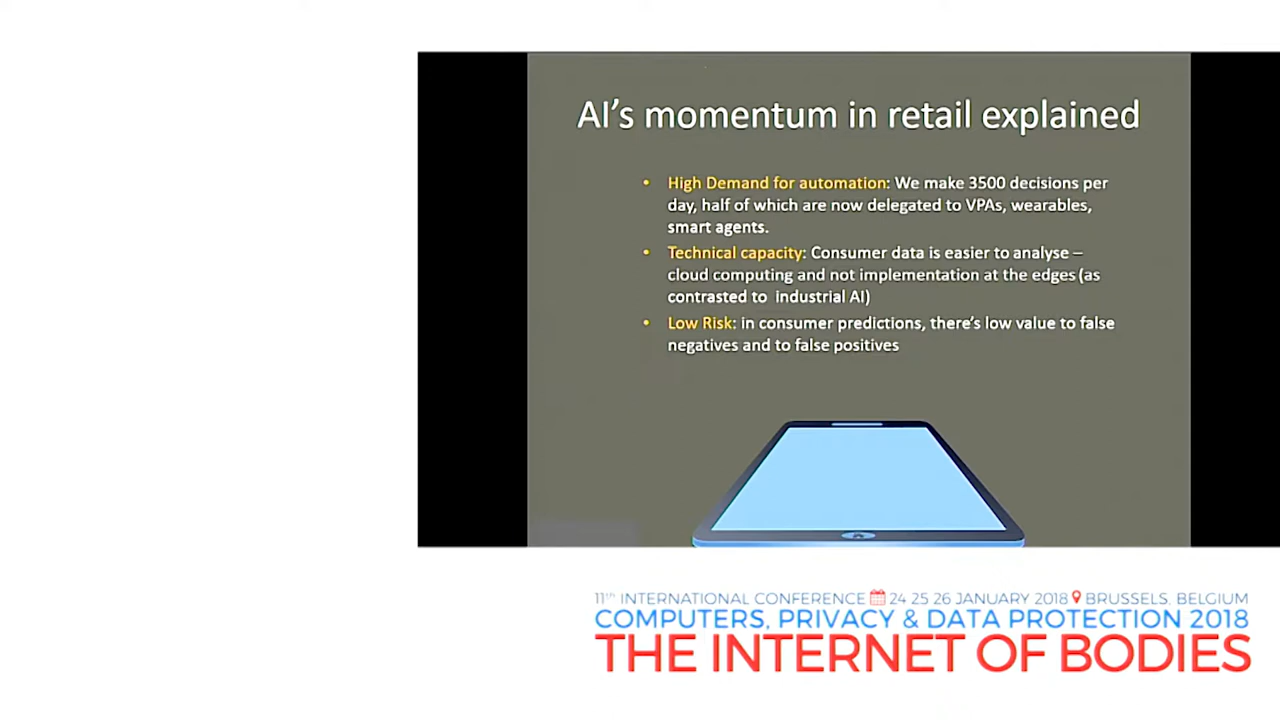 AI's momentum in retail explained
• High Demand for automation: We make 3500 decisions per
day, half of which are now delegated to VPAs, wearables,
smart agents.
• Technical capacity: Consumer data is easier to analyse –
cloud computing and not implementation at the edges (as
contrasted to industrial AI)
• Low Risk: in consumer predictions, there's low value to false
negatives and to false positives
11th INTERNATIONAL CONFERENCE 24 25 26 JANUARY 2018 BRUSSELS, BELGIUM
COMPUTERS, PRIVACY & DATA PROTECTION 2018
THE INTERNET OF BODIES